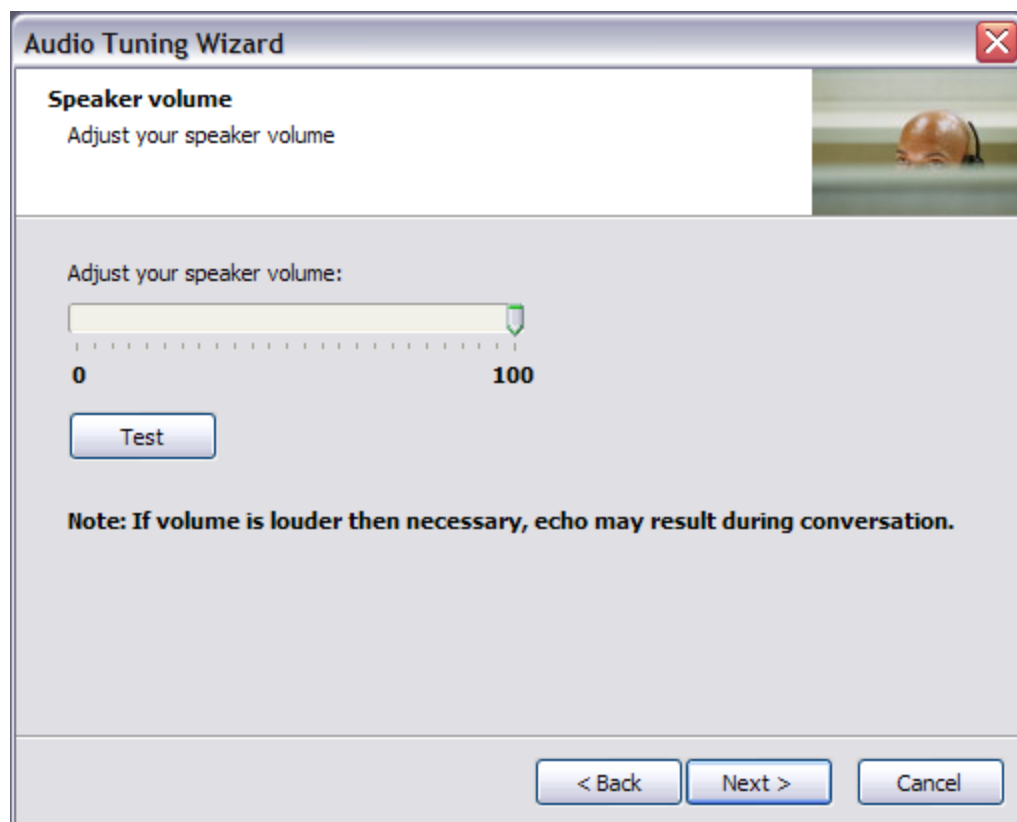 Audio Tuning Wizard
Speaker volume
Adjust your speaker volume
Adjust your speaker volume:
0 100
Test
Note: If volume is louder then necessary, echo may result during conversation.
< Back Next > Cancel